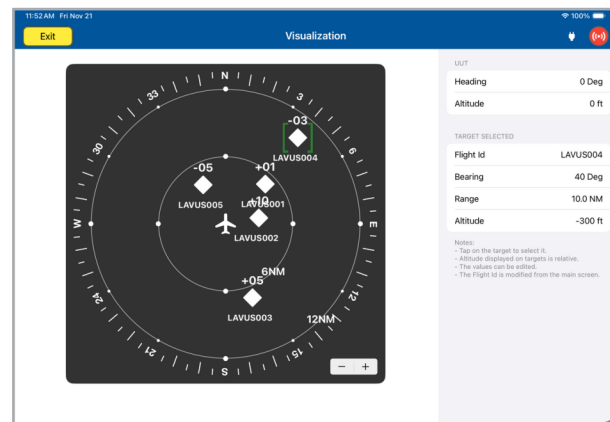 11:52 AM Fri Nov 21
100%
Exit
Visualization
N
3
6
E
12
15
S
21
24
W
30
33
-03
LAVUS004
-05
+01
LAVUS005
LAVUS001
+10
LAVUS002
6NM
+05
LAVUS003
12NM
− +
UUT
Heading 0 Deg
Altitude 0 ft
TARGET SELECTED
Flight Id LAVUS004
Bearing 40 Deg
Range 10.0 NM
Altitude -300 ft
Notes:
- Tap on the target to select it.
- Altitude displayed on targets is relative.
- The values can be edited.
- The Flight Id is modified from the main screen.